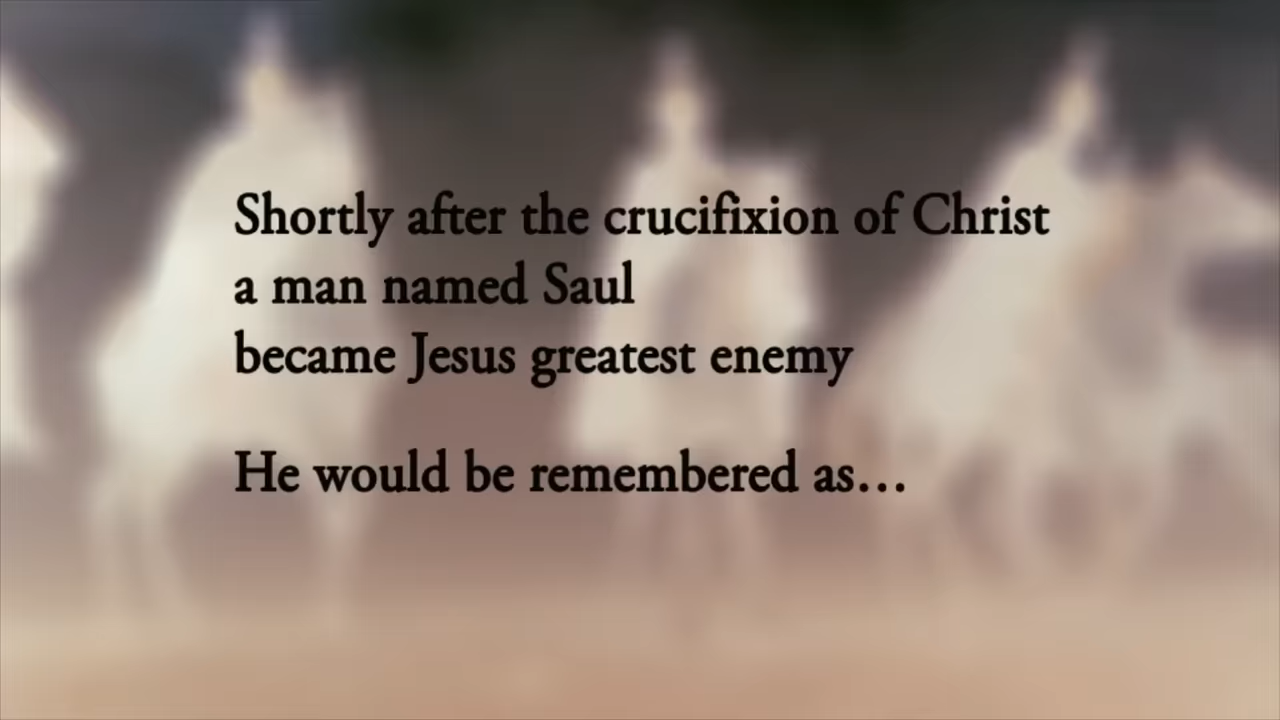 Shortly after the crucifixion of Christ
a man named Saul
became Jesus greatest enemy
He would be remembered as...